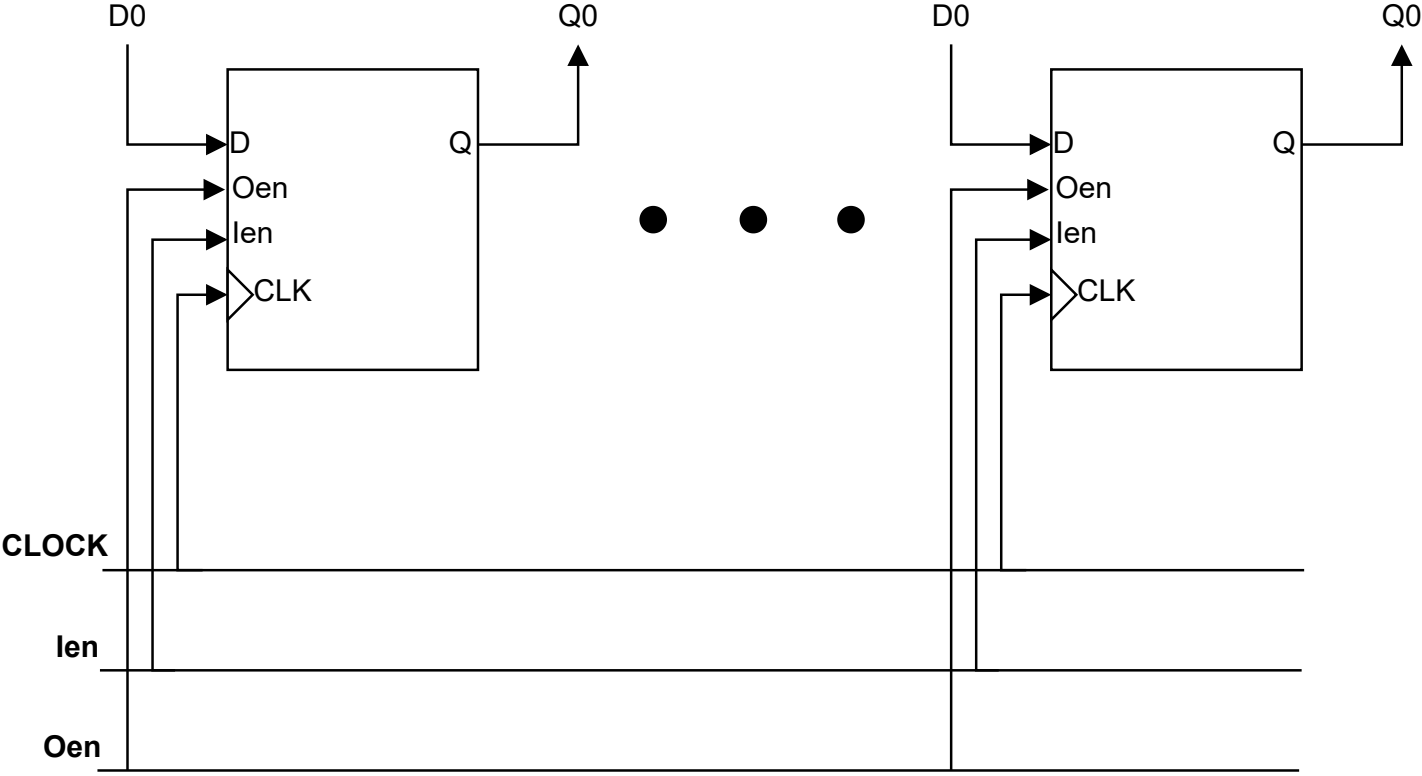 D0 Q0 D0 Q0
D Q D Q
Oen Oen
Ien Ien
CLK CLK
CLOCK
Ien
Oen